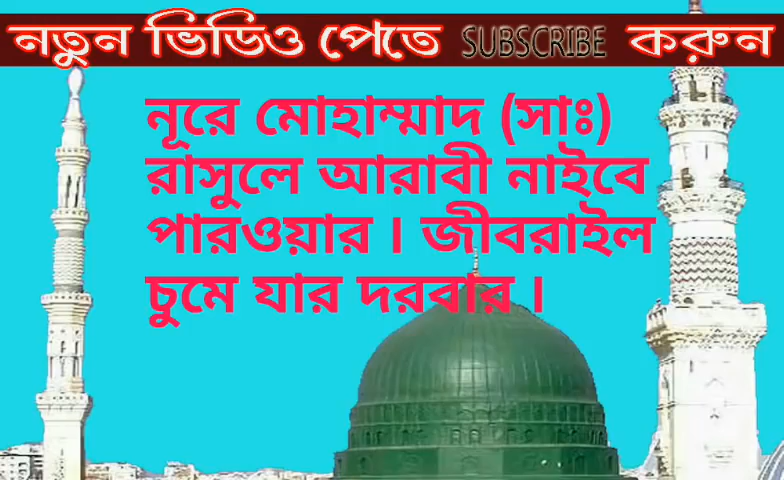 নতুন ভিডিও পেতে SUBSCRIBE করুন
নূরে মোহাম্মাদ (সাঃ)
রাসুলে আরাবী নাইবে
পারওয়ার । জীবরাইল
চুমে যার দরবার ।